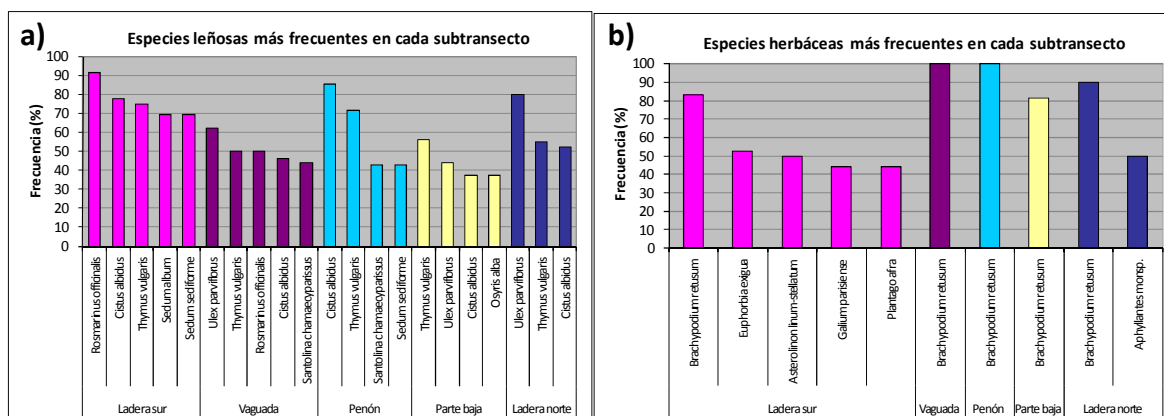 a)
Especies leñosas más frecuentes en cada subtransecto
Frecuencia (%)
100
90
80
70
60
50
40
30
20
10
0
Rosmarinus officinalis
Cistus albidus
Thymus vulgaris
Sedum album
Sedum sediforme
Ulex parviflorus
Thymus vulgaris
Rosmarinus officinalis
Cistus albidus
Santolina chamaecyparissus
Cistus albidus
Thymus vulgaris
Santolina chamaecyparissus
Sedum sediforme
Thymus vulgaris
Ulex parviflorus
Cistus albidus
Osyris alba
Ulex parviflorus
Thymus vulgaris
Cistus albidus
Ladera sur
Vaguada
Penón
Parte baja
Ladera norte
b)
Especies herbáceas más frecuentes en cada subtransecto
Frecuencia (%)
100
90
80
70
60
50
40
30
20
10
0
Brachypodium retusum
Euphorbia exigua
Asterolinon linum-stellatum
Galium parisiense
Plantago afra
Brachypodium retusum
Brachypodium retusum
Brachypodium retusum
Brachypodium retusum
Aphyllantes monsp.
Ladera sur
Vaguada
Penón
Parte baja
Ladera norte